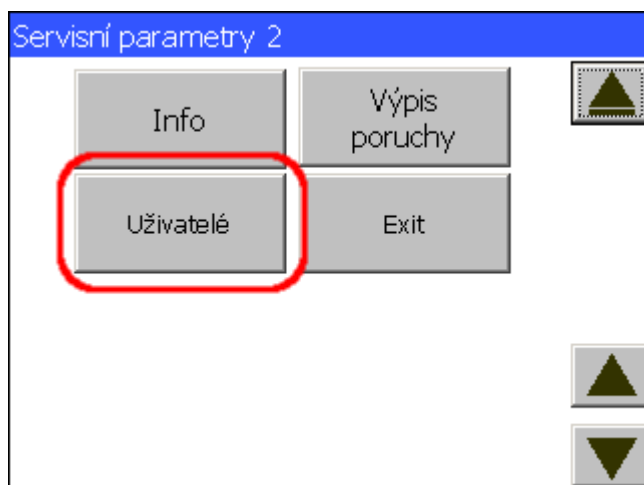 Servisní parametry 2
Info
Výpis
poruchy
Uživatelé
Exit